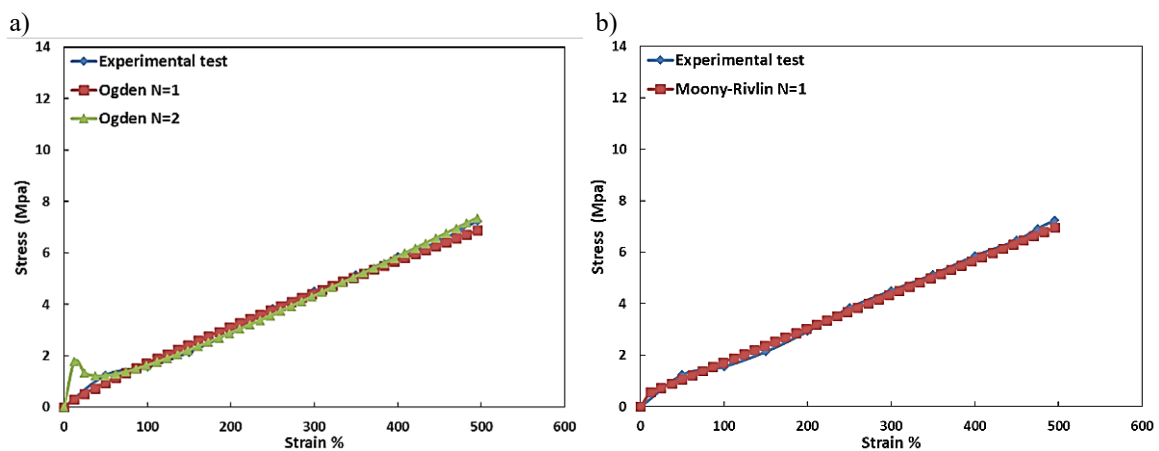 a)
14
12
10
8
6
4
2
0
Stress (Mpa)
Experimental test
Ogden N=1
Ogden N=2
0 100 200 300 400 500 600
Strain %
b)
14
12
10
8
6
4
2
0
Stress (Mpa)
Experimental test
Moony-Rivlin N=1
0 100 200 300 400 500 600
Strain %